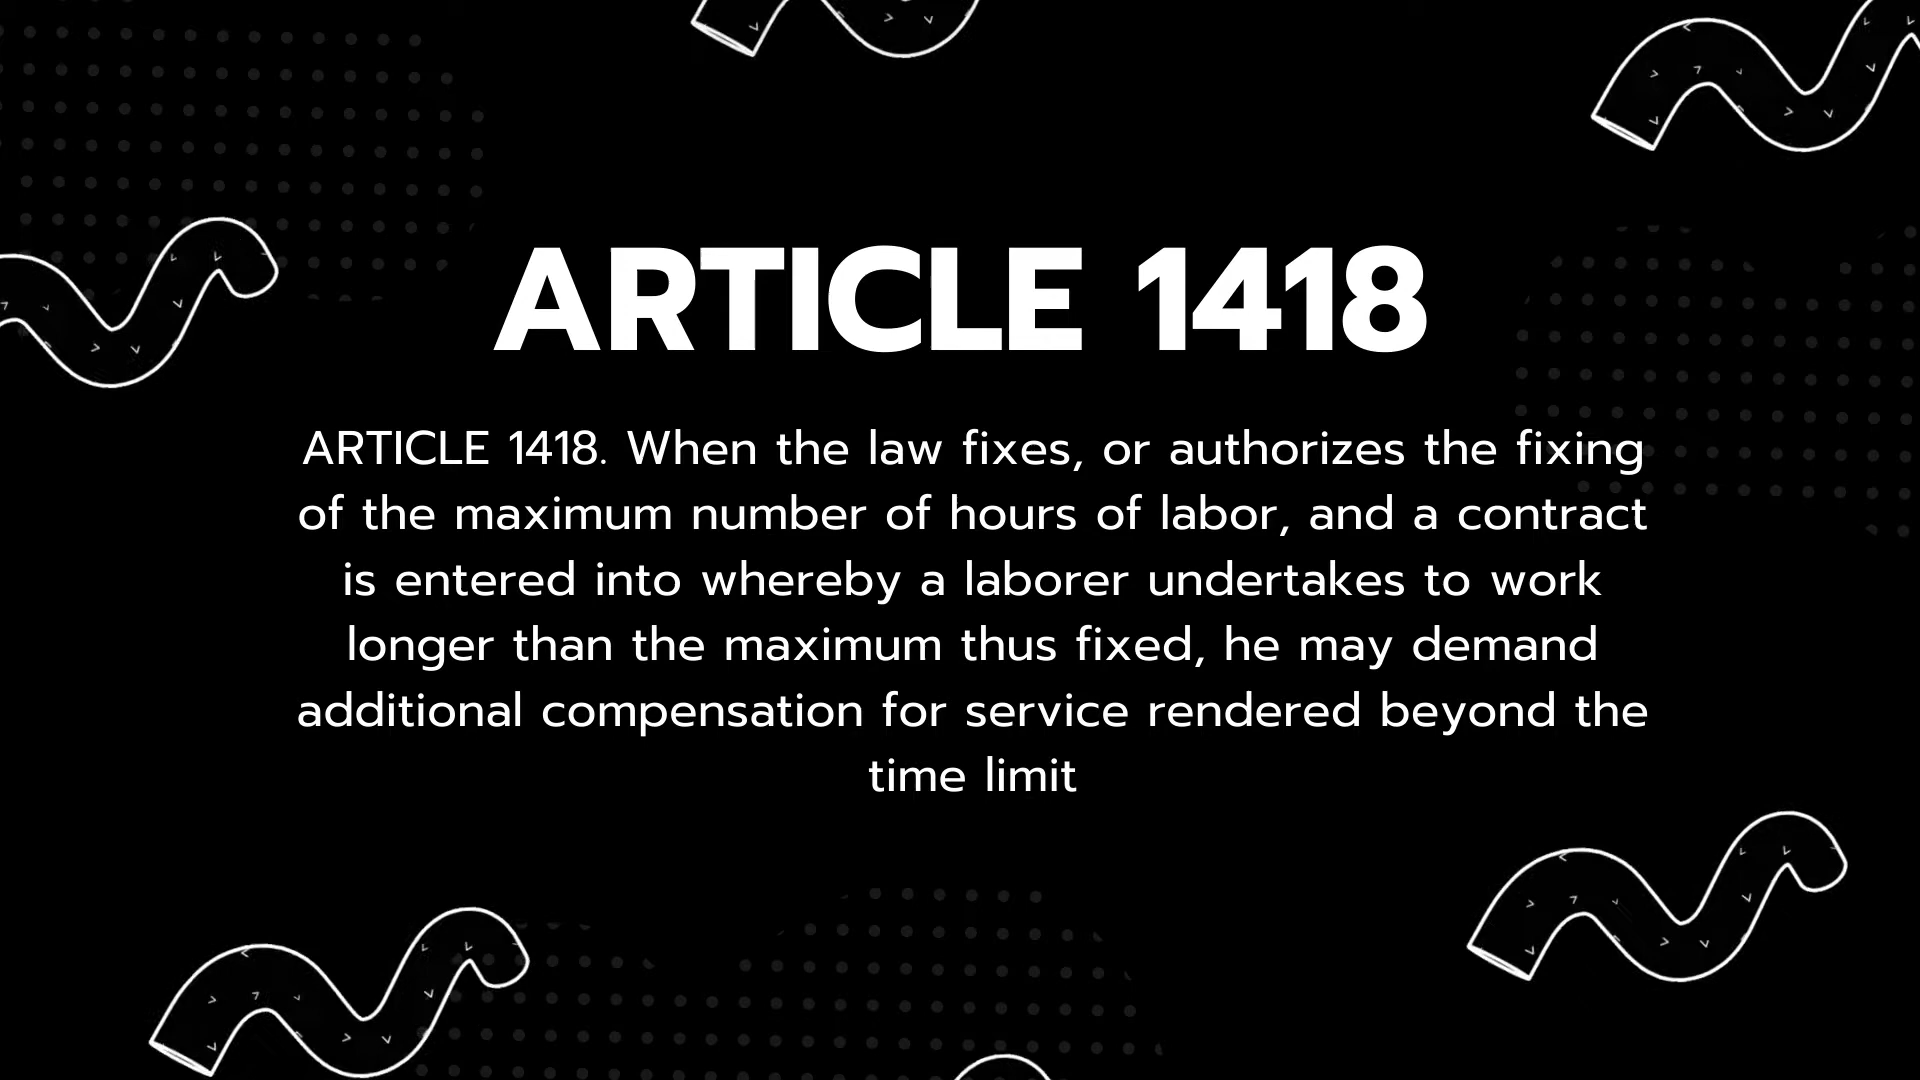 ARTICLE 1418
ARTICLE 1418. When the law fixes, or authorizes the fixing
of the maximum number of hours of labor, and a contract
is entered into whereby a laborer undertakes to work
longer than the maximum thus fixed, he may demand
additional compensation for service rendered beyond the
time limit